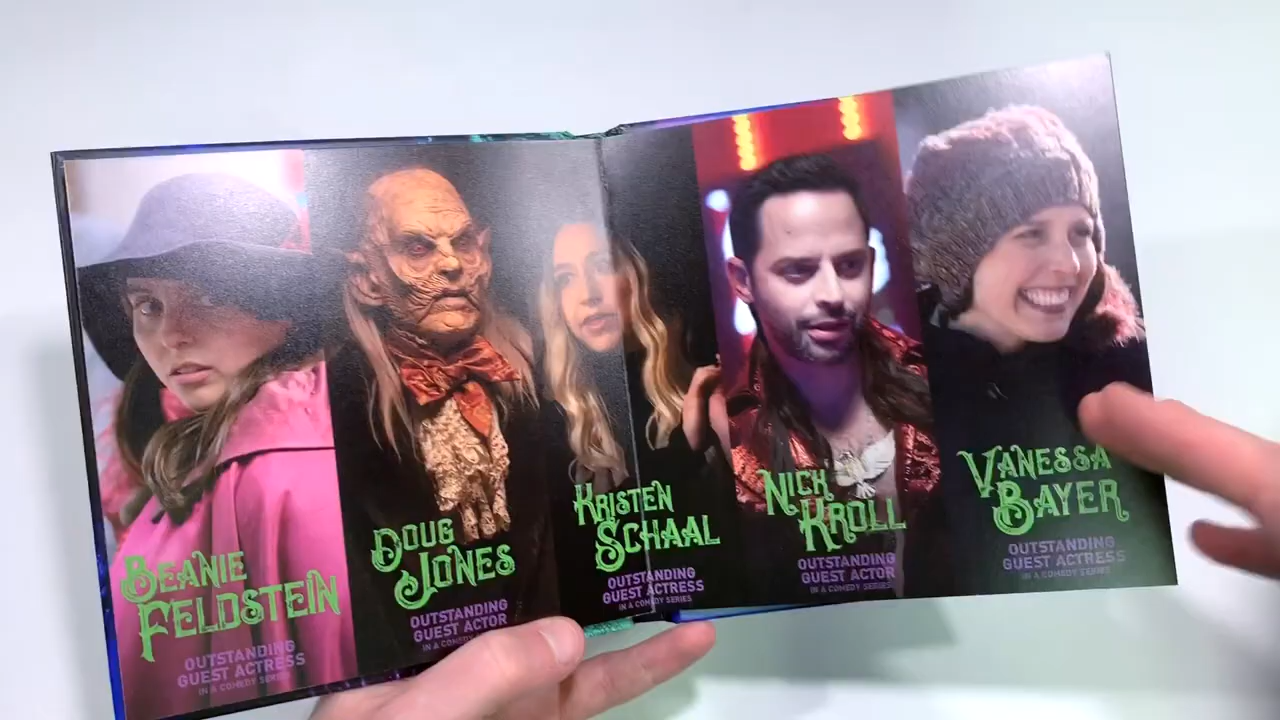 BEANIE
FELDSTEIN
OUTSTANDING
GUEST ACTRESS
IN A COMEDY SERIES
DOUG
JONES
OUTSTANDING
GUEST ACTOR
IN A COMEDY
KRISTEN
SCHAAL
OUTSTANDING
GUEST ACTRESS
IN A COMEDY SERIES
NICK
KROLL
OUTSTANDING
GUEST ACTOR
IN A COMEDY SERIES
VANESSA
BAYER
OUTSTANDING
GUEST ACTRESS
IN A COMEDY SERIES